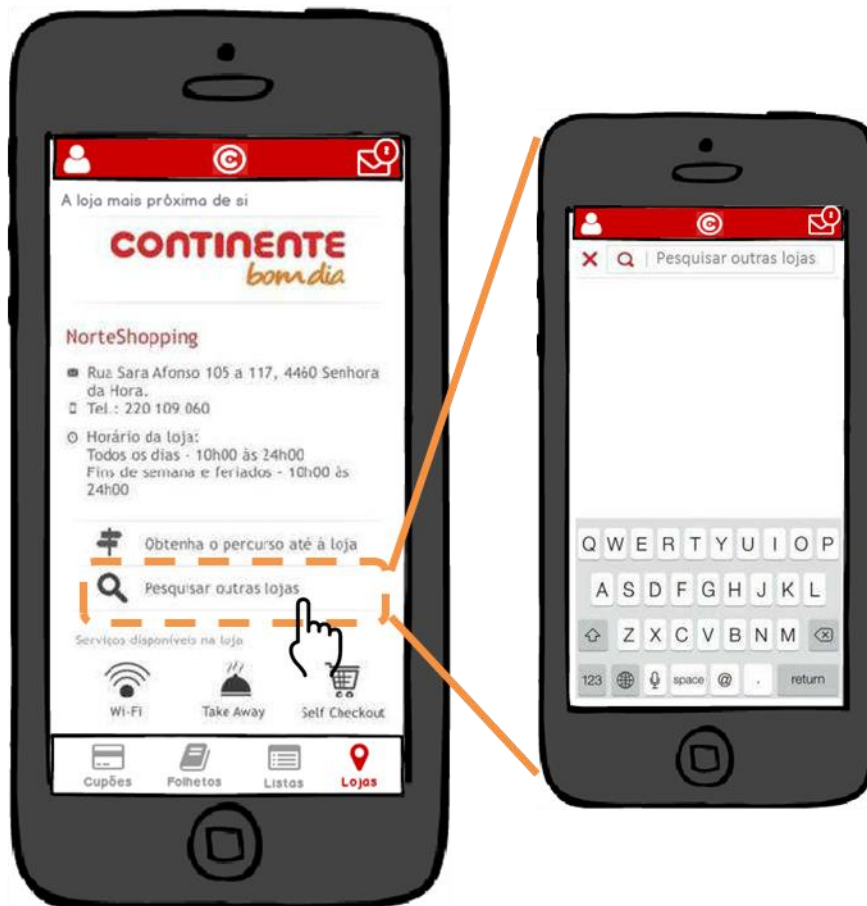 A loja mais próxima de si
CONTINENTE
bom dia
NorteShopping
Rua Sara Afonso 105 a 117, 4460 Senhora
da Hora.
Tel.: 220 109 060
Horário da loja:
Todos os dias - 10h00 às 24h00
Fins de semana e feriados - 10h00 às
24h00
Obtenha o percurso até à loja
Pesquisar outras lojas
Serviços disponíveis na loja
Wi-Fi
Take Away
Self Checkout
Cupões
Folhetos
Listas
Lojas
Pesquisar outras lojas
Q W E R T Y U I O P
A S D F G H J K L
Z X C V B N M
123 space @ . return